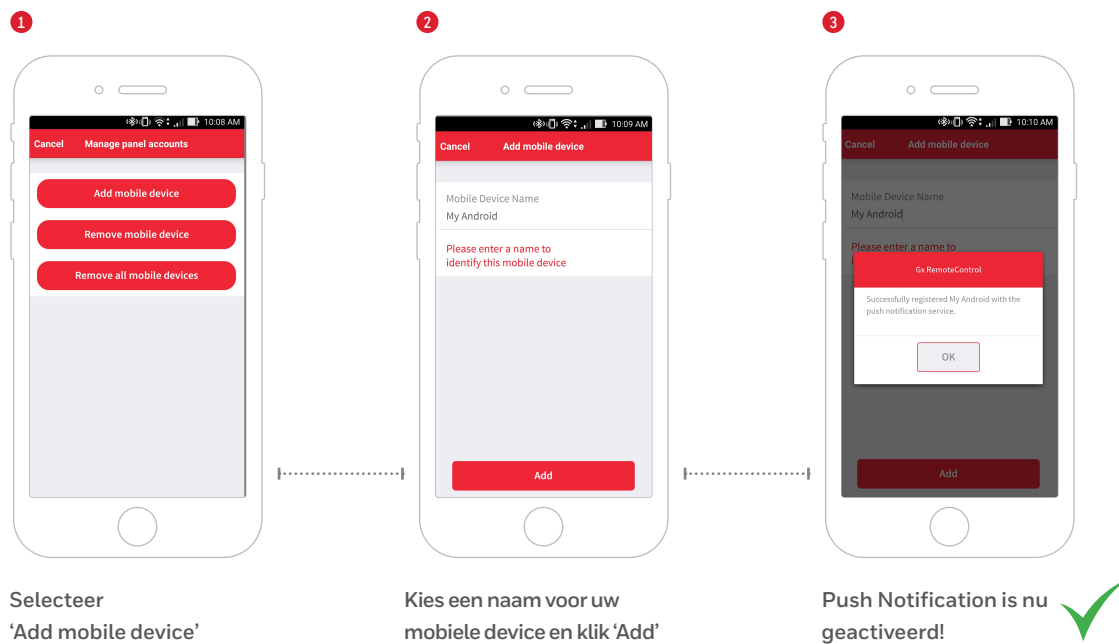 1
10:08 AM
Cancel Manage panel accounts
Add mobile device
Remove mobile device
Remove all mobile devices
Selecteer
‘Add mobile device’
2
10:09 AM
Cancel Add mobile device
Mobile Device Name
My Android
Please enter a name to
identify this mobile device
Add
Kies een naam voor uw
mobiele device en klik ‘Add’
3
10:10 AM
Cancel Add mobile device
Mobile Device Name
My Android
Please enter a name to
Gx RemoteControl
Successfully registered My Android with the
push notification service.
OK
Add
Push Notification is nu
geactiveerd!